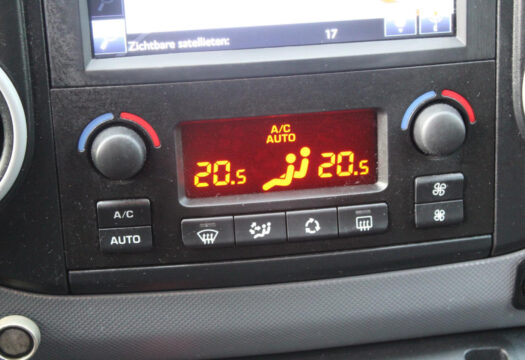 Zichtbare satellieten: 17
A/C
AUTO
20.5 20.5
A/C
AUTO